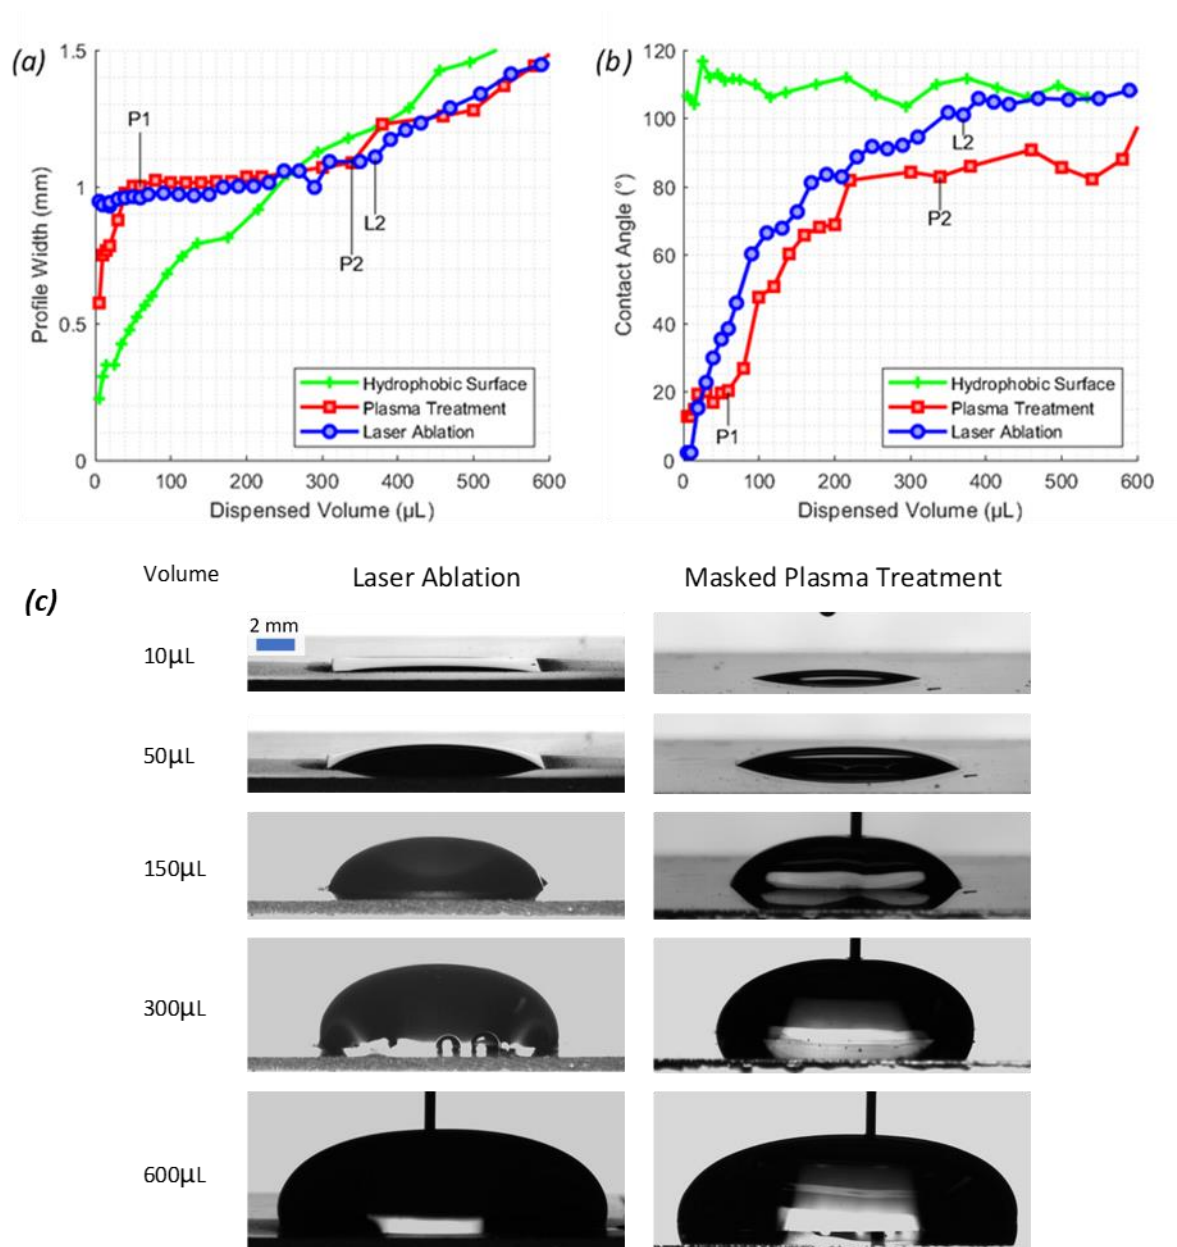 (a)
1.5
1
0.5
0
Profile Width (mm)
P1
L2
P2
Hydrophobic Surface
Plasma Treatment
Laser Ablation
0 100 200 300 400 500 600
Dispensed Volume (µL)
(b)
120
100
80
60
40
20
0
Contact Angle (°)
L2
P2
P1
Hydrophobic Surface
Plasma Treatment
Laser Ablation
0 100 200 300 400 500 600
Dispensed Volume (µL)
(c)
Volume Laser Ablation Masked Plasma Treatment
2 mm
10µL
50µL
150µL
300µL
600µL